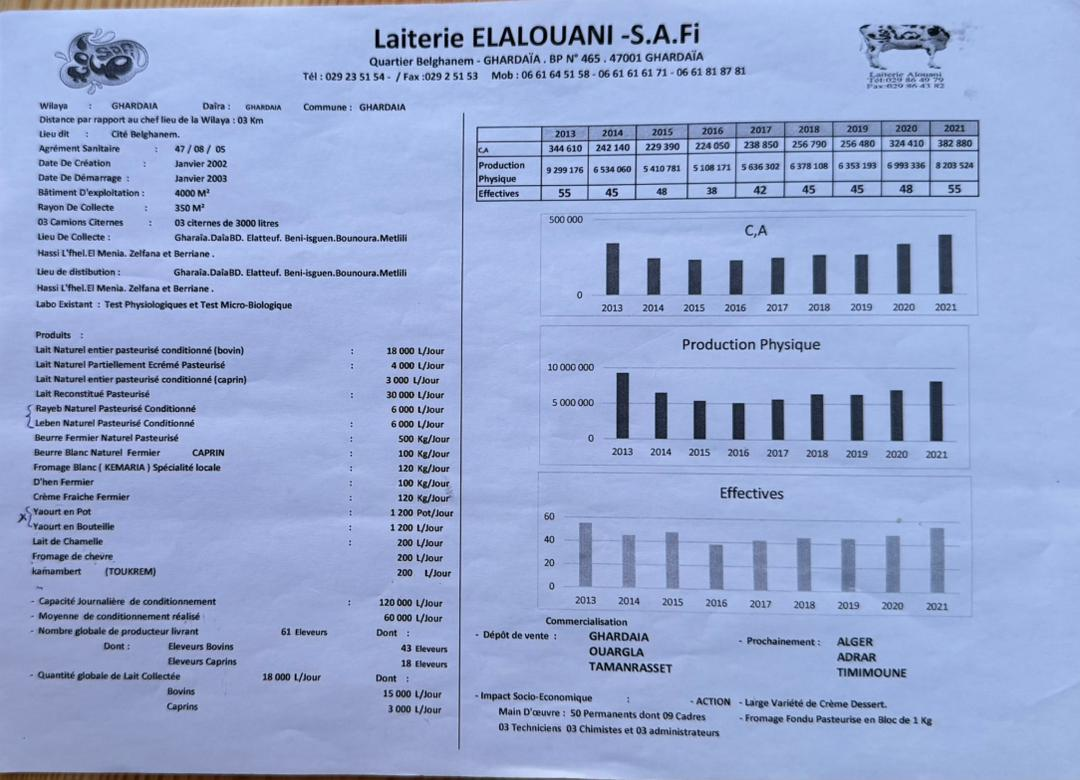 Laiterie ELALOUANI -S.A.Fi
Quartier Belghanem - GHARDAÏA . BP N° 465 . 47001 GHARDAÏA
Tél : 029 23 51 54 - / Fax :029 2 51 53 Mob : 06 61 64 51 58 - 06 61 61 61 71 - 06 61 81 87 81
Laiterie Alouani
Tél:029 86 49 79
Fax:029 86 43 82
Wilaya : GHARDAIA Daïra : GHARDAIA Commune : GHARDAIA
Distance par rapport au chef lieu de la Wilaya : 03 Km
Lieu dit : Cité Belghanem.
Agrément Sanitaire : 47 / 08 / 05
Date De Création : Janvier 2002
Date De Démarrage : Janvier 2003
Bâtiment D'exploitation : 4000 M²
Rayon De Collecte : 350 M²
03 Camions Citernes : 03 citernes de 3000 litres
Lieu De Collecte : Gharaïa.DaïaBD. Elatteuf. Beni-isguen.Bounoura.Metlili
Hassi L'fhel.El Menia. Zelfana et Berriane .
Lieu de distibution : Gharaïa.DaïaBD. Elatteuf. Beni-isguen.Bounoura.Metlili
Hassi L'fhel.El Menia. Zelfana et Berriane .
Labo Existant : Test Physiologiques et Test Micro-Biologique
Produits :
Lait Naturel entier pasteurisé conditionné (bovin) : 18 000 L/Jour
Lait Naturel Partiellement Ecrémé Pasteurisé : 4 000 L/Jour
Lait Naturel entier pasteurisé conditionné (caprin) 3 000 L/Jour
Lait Reconstitué Pasteurisé : 30 000 L/Jour
Rayeb Naturel Pasteurisé Conditionné 6 000 L/Jour
Leben Naturel Pasteurisé Conditionné : 6 000 L/Jour
Beurre Fermier Naturel Pasteurisé 500 Kg/Jour
Beurre Blanc Naturel Fermier CAPRIN : 100 Kg/Jour
Fromage Blanc ( KEMARIA ) Spécialité locale : 120 Kg/Jour
D'hen Fermier : 100 Kg/Jour
Crème Fraiche Fermier : 120 Kg/Jour
Yaourt en Pot : 1 200 Pot/Jour
Yaourt en Bouteille : 1 200 L/Jour
Lait de Chamelle : 200 L/Jour
Fromage de chevre 200 L/Jour
kamambert (TOUKREM) 200 L/Jour
- Capacité Journalière de conditionnement : 120 000 L/Jour
- Moyenne de conditionnement réalisé 60 000 L/Jour
- Nombre globale de producteur livrant 61 Eleveurs Dont :
Dont : Eleveurs Bovins 43 Eleveurs
Eleveurs Caprins 18 Eleveurs
- Quantité globale de Lait Collectée 18 000 L/Jour Dont :
Bovins 15 000 L/Jour
Caprins 3 000 L/Jour
2013 2014 2015 2016 2017 2018 2019 2020 2021
C,A 344 610 242 140 229 390 224 050 238 850 256 790 256 480 324 410 382 880
Production Physique 9 299 176 6 534 060 5 410 781 5 108 171 5 636 302 6 378 108 6 353 193 6 993 336 8 203 524
Effectives 55 45 48 38 42 45 45 48 55
C,A
500 000
0
2013 2014 2015 2016 2017 2018 2019 2020 2021
Production Physique
10 000 000
5 000 000
0
2013 2014 2015 2016 2017 2018 2019 2020 2021
Effectives
60
40
20
0
2013 2014 2015 2016 2017 2018 2019 2020 2021
Commercialisation
- Dépôt de vente : GHARDAIA - Prochainement : ALGER
OUARGLA ADRAR
TAMANRASSET TIMIMOUNE
- Impact Socio-Economique : - ACTION - Large Variété de Crème Dessert.
Main D'œuvre : 50 Permanents dont 09 Cadres - Fromage Fondu Pasteurise en Bloc de 1 Kg
03 Techniciens 03 Chimistes et 03 administrateurs